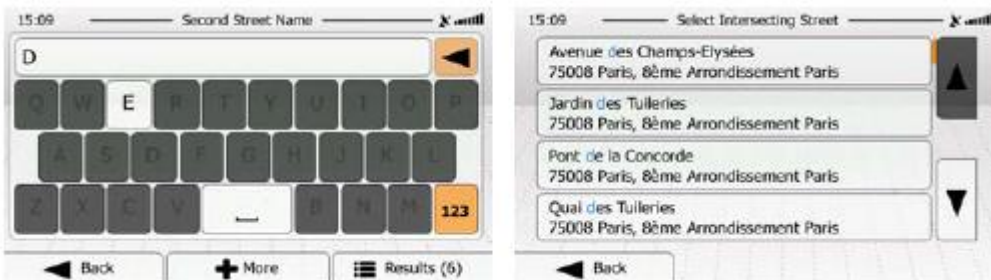 15:09 Second Street Name
D
Q W E R T Y U I O P
A S D F G H J K L
Z X C V B N M 123
Back More Results (6)
15:09 Select Intersecting Street
Avenue des Champs-Elysées
75008 Paris, 8ème Arrondissement Paris
Jardin des Tuileries
75008 Paris, 8ème Arrondissement Paris
Pont de la Concorde
75008 Paris, 8ème Arrondissement Paris
Quai des Tuileries
75008 Paris, 8ème Arrondissement Paris
Back